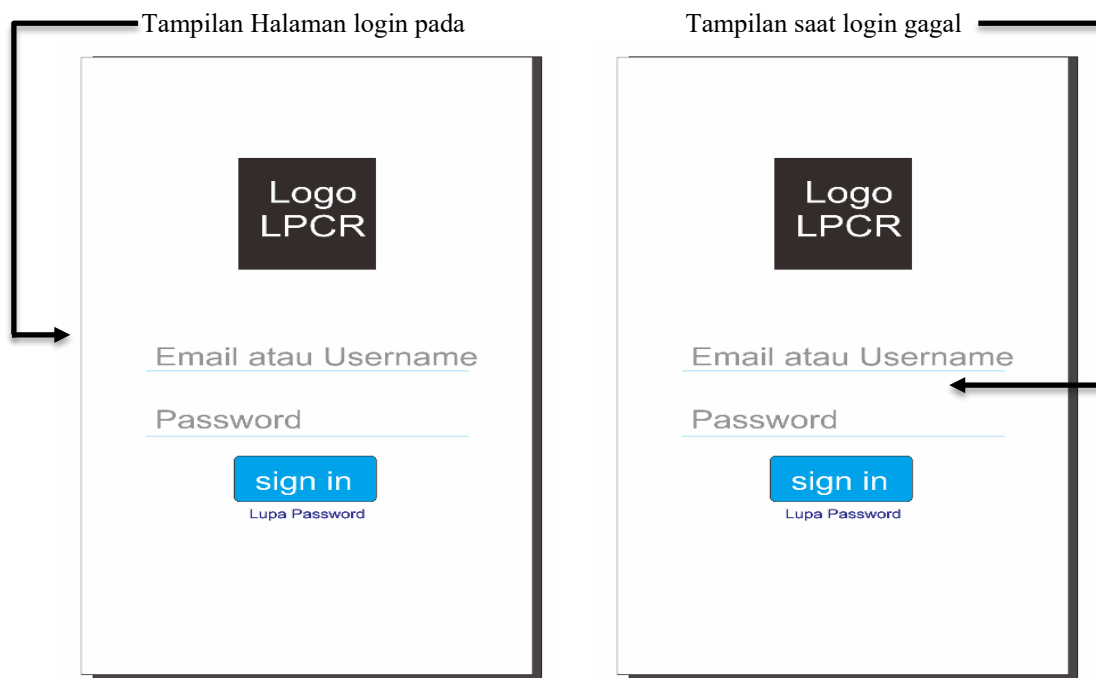 Tampilan Halaman login pada
Tampilan saat login gagal
Logo
LPCR
Email atau Username
Password
sign in
Lupa Password
Logo
LPCR
Email atau Username
Password
sign in
Lupa Password